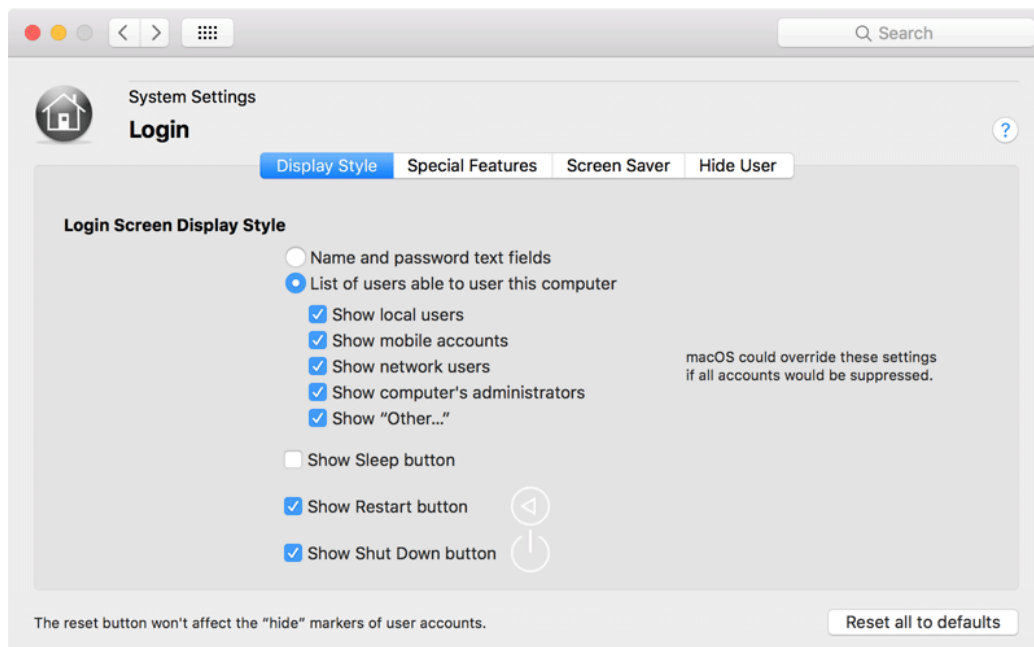 Search
System Settings
Login
?
Display Style
Special Features
Screen Saver
Hide User
Login Screen Display Style
Name and password text fields
List of users able to user this computer
Show local users
Show mobile accounts
Show network users
Show computer's administrators
Show “Other...”
macOS could override these settings
if all accounts would be suppressed.
Show Sleep button
Show Restart button
Show Shut Down button
The reset button won't affect the “hide” markers of user accounts.
Reset all to defaults